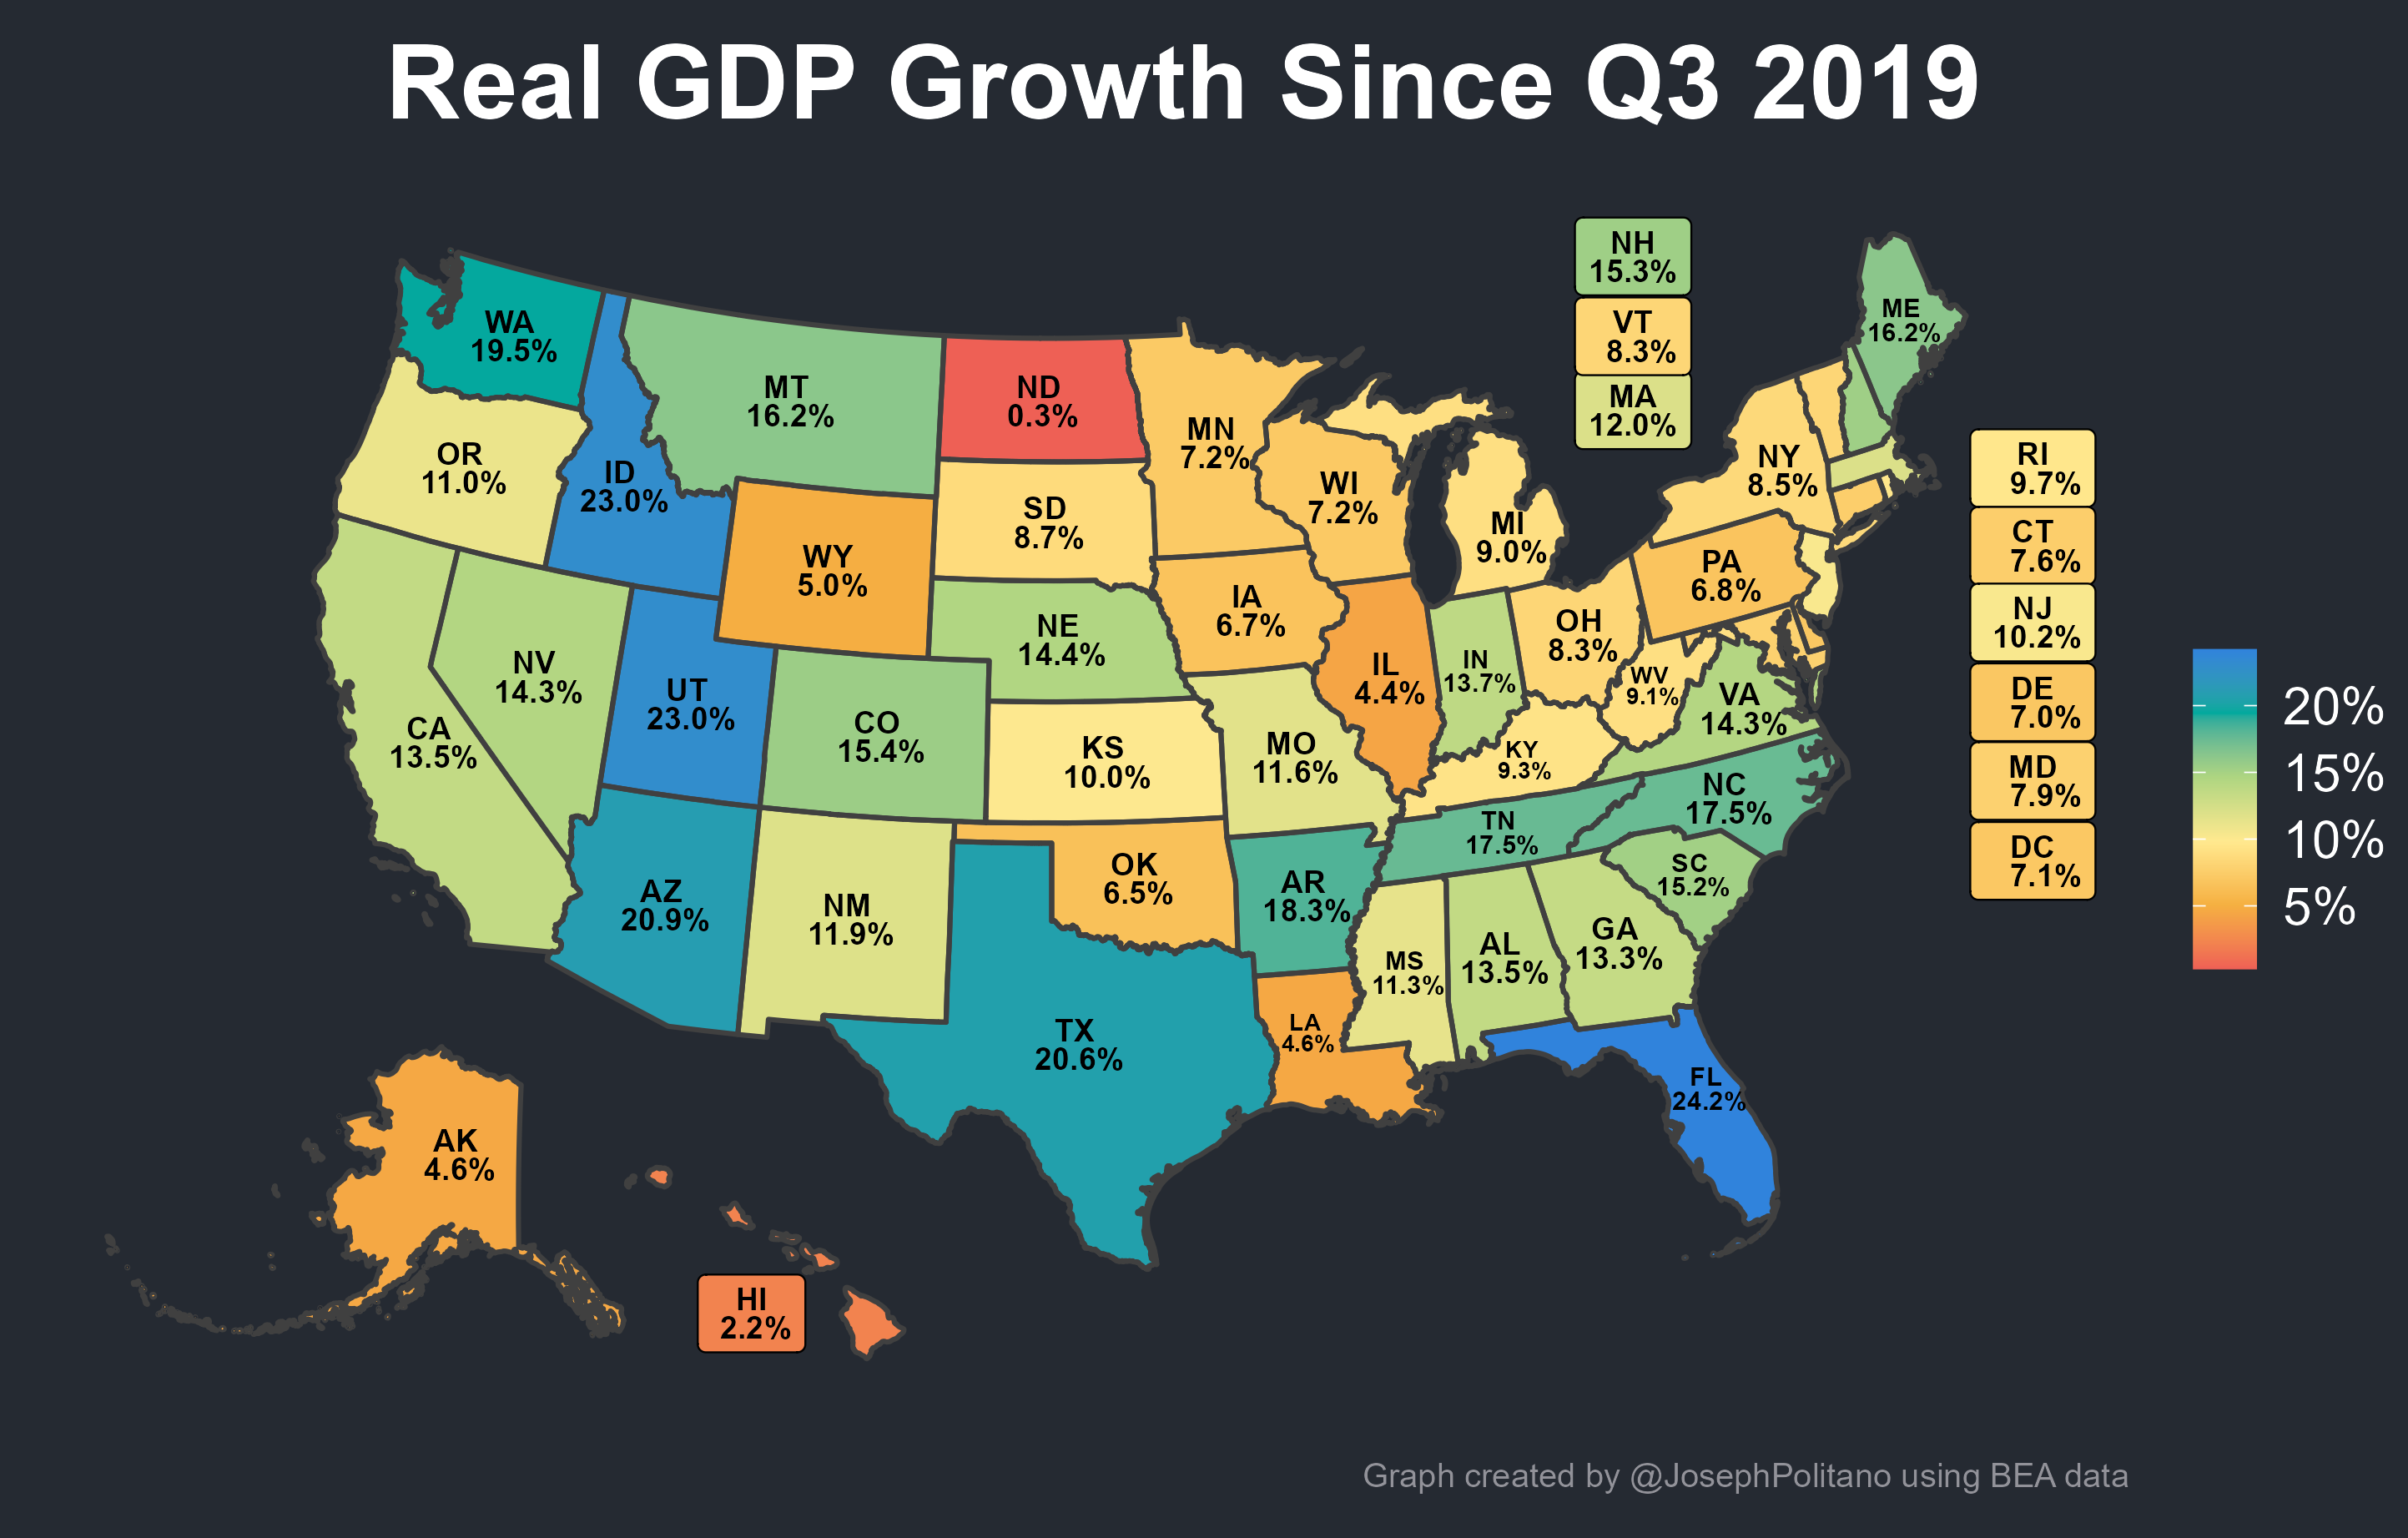 Real GDP Growth Since Q3 2019
NH
15.3%
VT
8.3%
MA
12.0%
ME
16.2%
WA
19.5%
MT
16.2%
ND
0.3%
MN
7.2%
OR
11.0%
ID
23.0%
SD
8.7%
WI
7.2%
MI
9.0%
NY
8.5%
RI
9.7%
WY
5.0%
CT
7.6%
PA
6.8%
IA
6.7%
NE
14.4%
OH
8.3%
NJ
10.2%
NV
14.3%
UT
23.0%
IL
4.4%
IN
13.7%
WV
9.1%
VA
14.3%
DE
7.0%
CA
13.5%
CO
15.4%
KS
10.0%
MO
11.6%
KY
9.3%
NC
17.5%
MD
7.9%
TN
17.5%
DC
7.1%
AZ
20.9%
NM
11.9%
OK
6.5%
AR
18.3%
SC
15.2%
MS
11.3%
AL
13.5%
GA
13.3%
TX
20.6%
LA
4.6%
FL
24.2%
AK
4.6%
HI
2.2%
20%
15%
10%
5%
Graph created by @JosephPolitano using BEA data